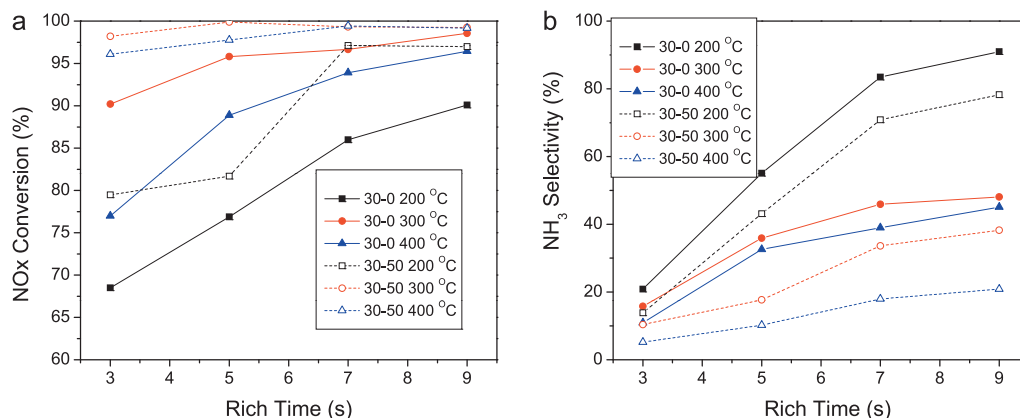 a
100
95
90
85
80
75
70
65
60
NOx Conversion (%)
30-0 200 °C
30-0 300 °C
30-0 400 °C
30-50 200 °C
30-50 300 °C
30-50 400 °C
3 4 5 6 7 8 9
Rich Time (s)
b
100
80
60
40
20
0
NH₃ Selectivity (%)
30-0 200 °C
30-0 300 °C
30-0 400 °C
30-50 200 °C
30-50 300 °C
30-50 400 °C
3 4 5 6 7 8 9
Rich Time (s)